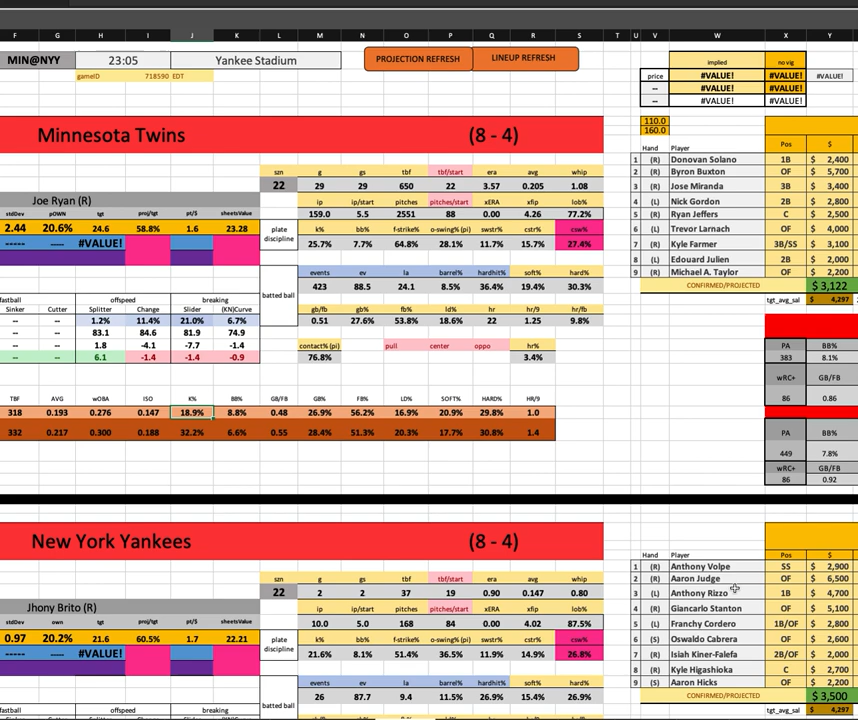 F G H I J K L M N O P Q R S T U V W X Y
MIN@NYY 23:05 Yankee Stadium PROJECTION REFRESH LINEUP REFRESH
implied no vig
gameID 718590 EDT price #VALUE! #VALUE! #VALUE!
-- #VALUE! #VALUE!
-- #VALUE! #VALUE!
110.0
160.0
Minnesota Twins (8 - 4) Pos $
Hand Player
1 (R) Donovan Solano 1B $ 2,400
szn g gs tbf tbf/start era avg whip 2 (R) Byron Buxton OF $ 5,700
22 29 29 650 22 3.57 0.205 1.08 3 (R) Jose Miranda 3B $ 3,400
Joe Ryan (R) ip ip/start pitches pitches/start xERA xfip lob% 4 (L) Nick Gordon 2B $ 2,800
stdDev pOWN tgt proj/tgt pt/$ sheetsValue 159.0 5.5 2551 88 0.00 4.26 77.2% 5 (R) Ryan Jeffers C $ 2,500
2.44 20.6% 24 58.8% 1.6 23.28 plate discipline k% bb% f-strike% o-swing% (pi) swstr% cstr% csw% 6 (L) Trevor Larnach OF $ 4,000
----- ----- #VALUE! 25.7% 7.7% 64.8% 28.1% 11.7% 15.7% 27.4% 7 (R) Kyle Farmer 3B/SS $ 3,100
8 (L) Edouard Julien 2B $ 2,000
events ev la barrel% hardhit% soft% hard% 9 (R) Michael A. Taylor OF $ 2,200
423 88.5 24.1 8.5% 36.4% 19.4% 30.3% CONFIRMED/PROJECTED $ 3,122
fastball offspeed breaking batted ball tgt_avg_sal $ 4,297
Sinker Cutter Splitter Change Slider (KN)Curve gb/fb gb% fb% ld% hr hr/9 hr/fb
-- -- 1.2% 11.4% 21.0% 6.7% 0.51 27.6% 53.8% 18.6% 22 1.25 9.8%
-- -- 83.1 84.6 81.9 74.9
-- -- 1.8 -4.1 -7.7 -1.4 contact% (pi) pull center oppo hr% PA BB%
-- -- 6.1 -1.4 -1.4 -0.9 76.8% 3.4% 383 8.1%
wRC+ GB/FB
TBF AVG wOBA ISO K% BB% GB/FB GB% FB% LD% SOFT% HARD% HR/9 86 0.86
318 0.193 0.276 0.147 18.9% 8.8% 0.48 26.9% 56.2% 16.9% 20.9% 29.8% 1.0
332 0.217 0.300 0.188 32.2% 6.6% 0.55 28.4% 51.3% 20.3% 17.7% 30.8% 1.4 PA BB%
449 7.8%
wRC+ GB/FB
86 0.92
New York Yankees (8 - 4)
Hand Player Pos $
1 (R) Anthony Volpe SS $ 2,900
szn g gs tbf tbf/start era avg whip 2 (R) Aaron Judge OF $ 6,500
22 2 2 37 19 0.90 0.147 0.80 3 (L) Anthony Rizzo 1B $ 4,700
Jhony Brito (R) ip ip/start pitches pitches/start xERA xfip lob% 4 (R) Giancarlo Stanton OF $ 5,100
stdDev own tgt proj/tgt pt/$ sheetsValue 10.0 5.0 168 84 0.00 4.02 87.5% 5 (L) Franchy Cordero 1B/OF $ 2,800
0.97 20.2% 21.6 60.5% 1.7 22.21 plate discipline k% bb% f-strike% o-swing% (pi) swstr% cstr% csw% 6 (S) Oswaldo Cabrera OF $ 2,600
----- ----- #VALUE! 21.6% 8.1% 51.4% 36.5% 11.9% 14.9% 26.8% 7 (R) Isiah Kiner-Falefa 2B/OF $ 2,000
8 (R) Kyle Higashioka C $ 2,700
events ev la barrel% hardhit% soft% hard% 9 (S) Aaron Hicks OF $ 2,200
26 87.7 9.4 11.5% 26.9% 15.4% 26.9% CONFIRMED/PROJECTED $ 3,500
batted ball tgt_avg_sal $ 4,297
fastball offspeed breaking